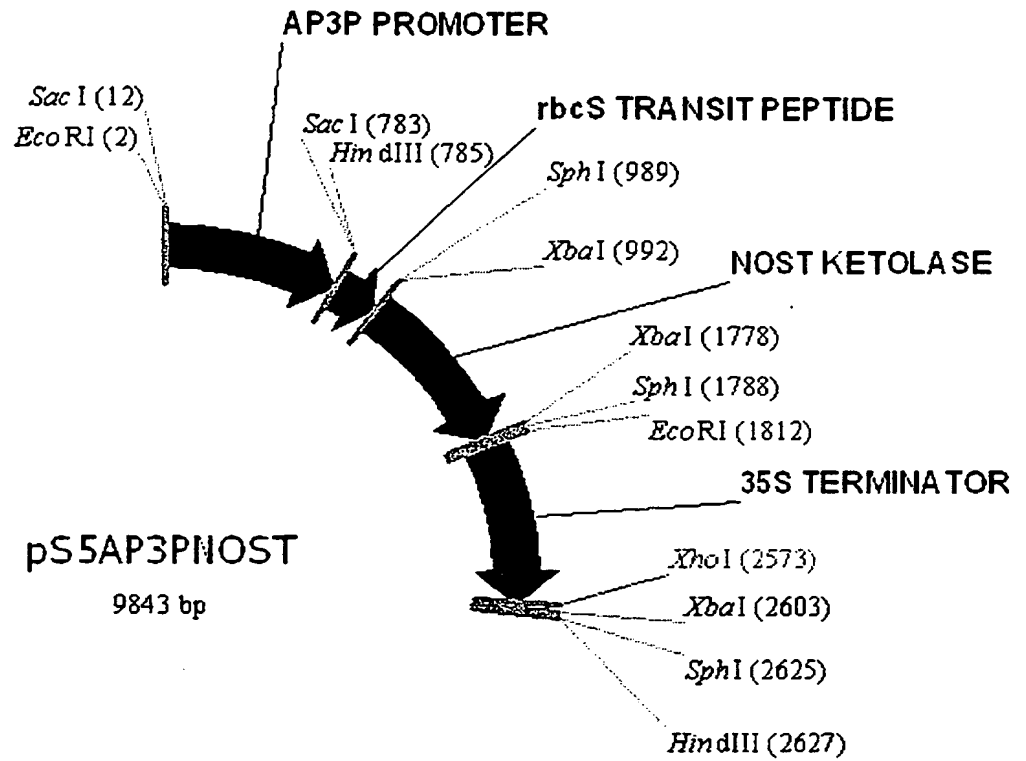 AP3P PROMOTER
Sac I (12)
EcoRI (2)
rbcS TRANSIT PEPTIDE
Sac I (783)
HindIII (785)
Sph I (989)
XbaI (992)
NOST KETOLASE
XbaI (1778)
Sph I (1788)
EcoRI (1812)
35S TERMINATOR
pS5AP3PNOST
9843 bp
XhoI (2573)
XbaI (2603)
SphI (2625)
HindIII (2627)